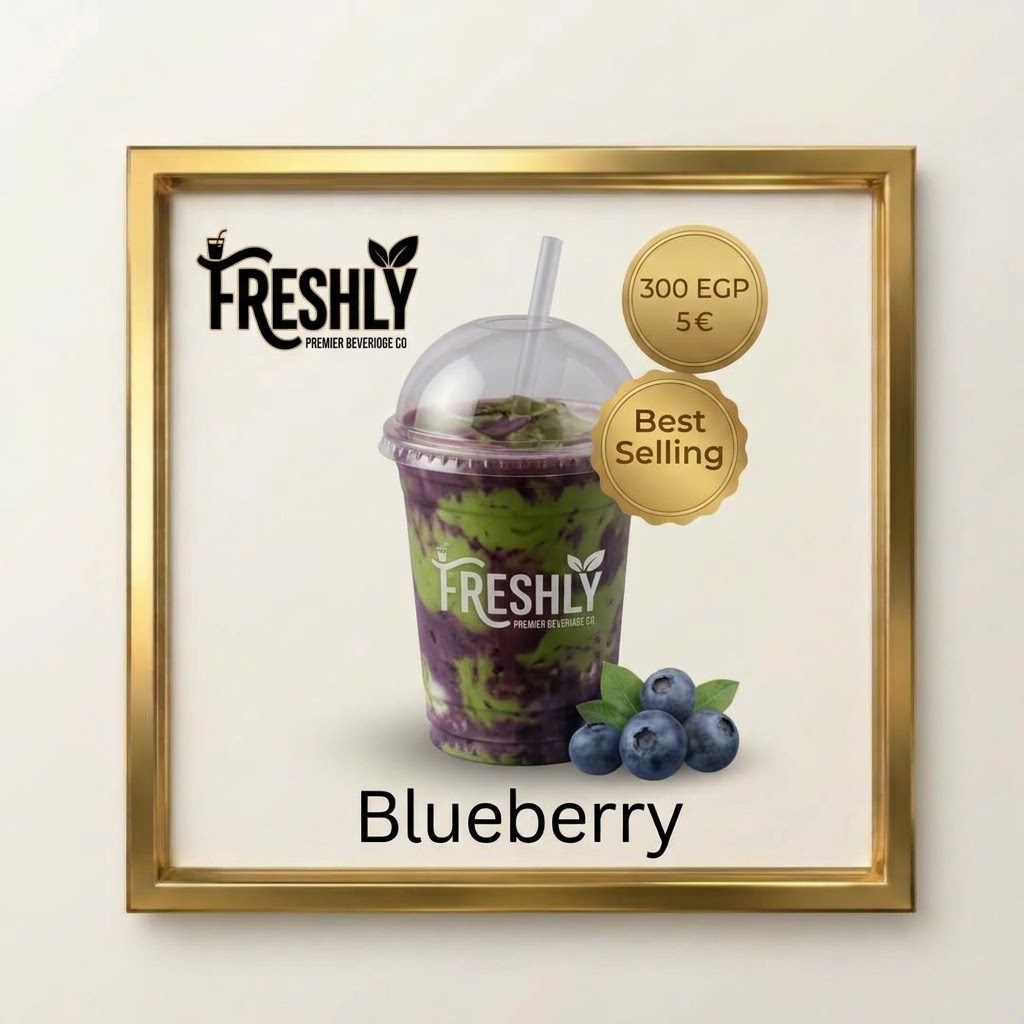 FRESHLY
PREMIER BEVERIOGE CO
300 EGP
5€
Best
Selling
FRESHLY
PREMIER BEVERIASE CO.
Blueberry